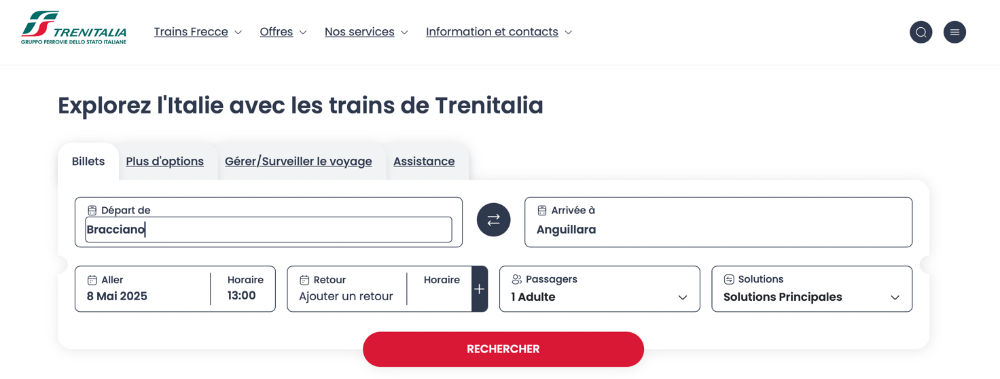 TRENITALIA
GRUPPO FERROVIE DELLO STATO ITALIANE
Trains Frecce
Offres
Nos services
Information et contacts
Explorez l'Italie avec les trains de Trenitalia
Billets
Plus d'options
Gérer/Surveiller le voyage
Assistance
Départ de
Bracciano
Arrivée à
Anguillara
Aller
8 Mai 2025
Horaire
13:00
Retour
Ajouter un retour
Horaire
Passagers
1 Adulte
Solutions
Solutions Principales
RECHERCHER